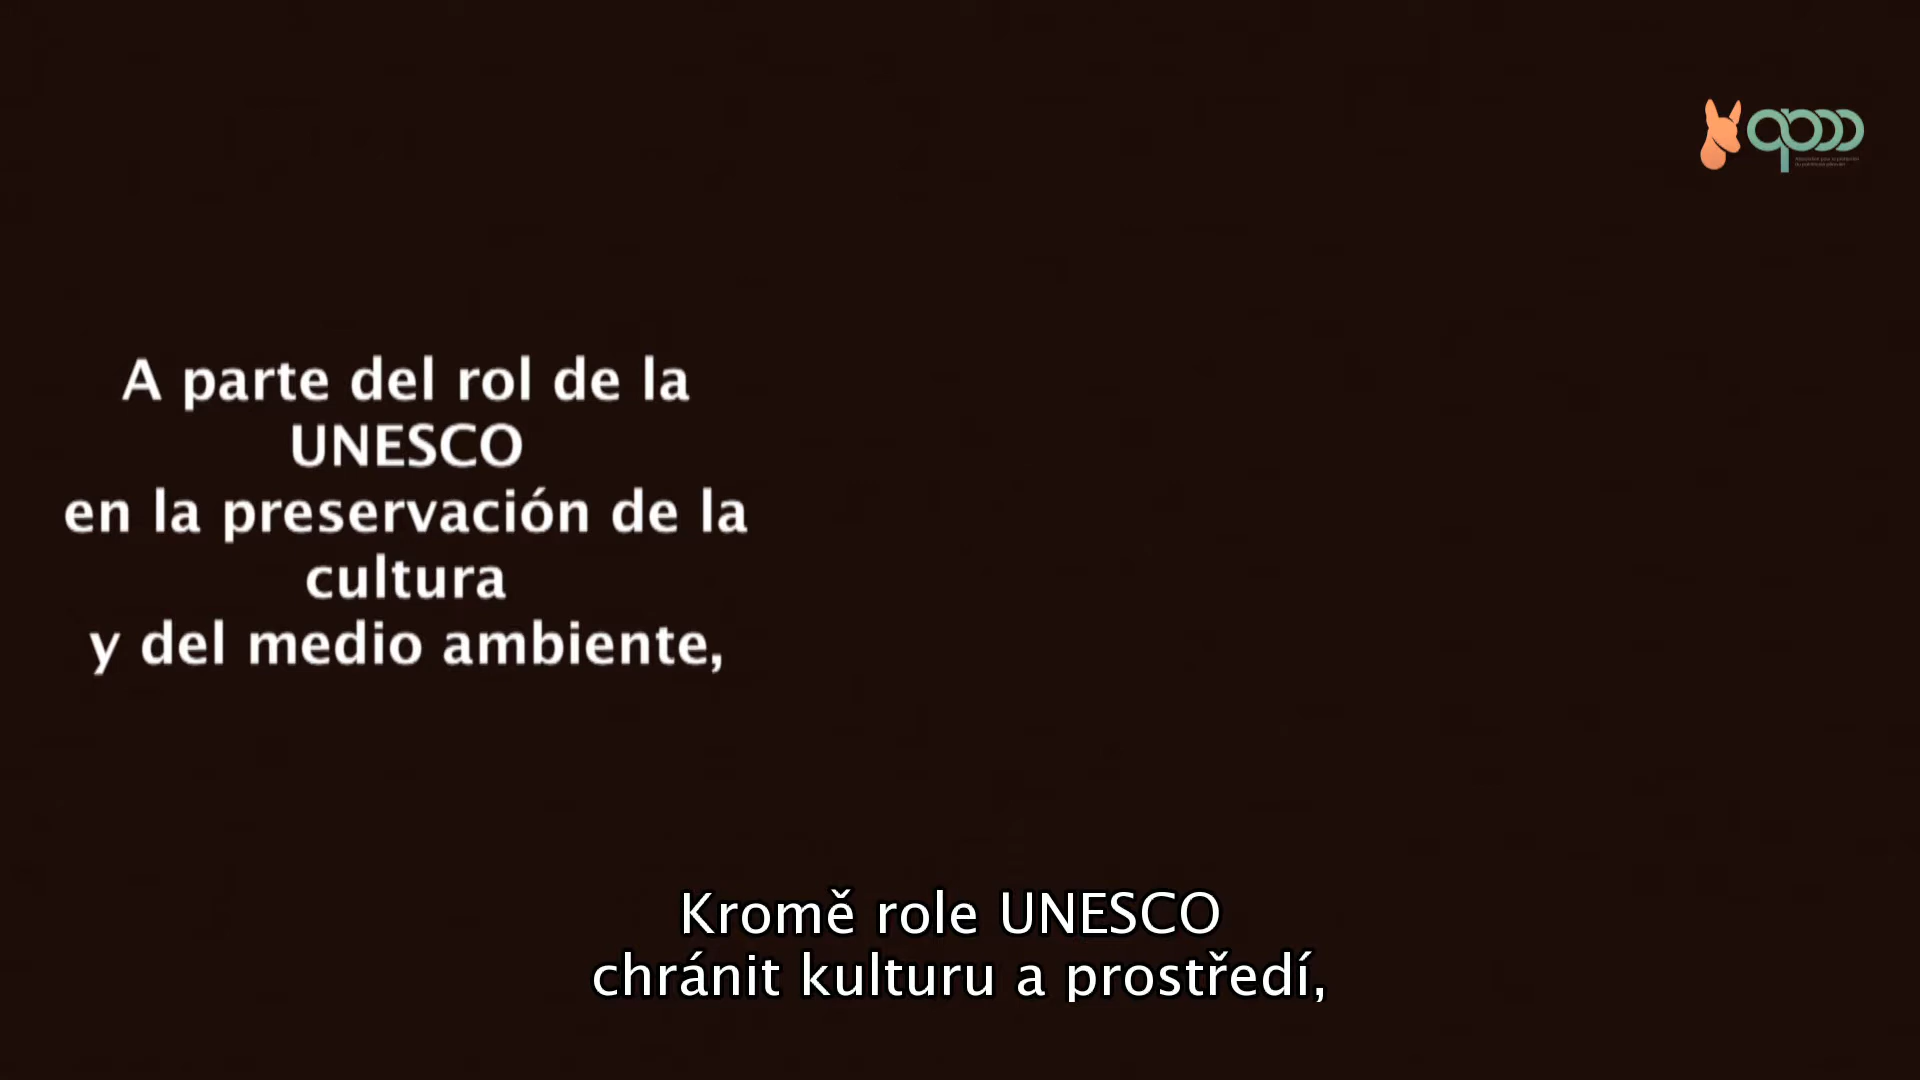 A parte del rol de la
UNESCO
en la preservación de la
cultura
y del medio ambiente,
Kromě role UNESCO
chránit kulturu a prostředí,